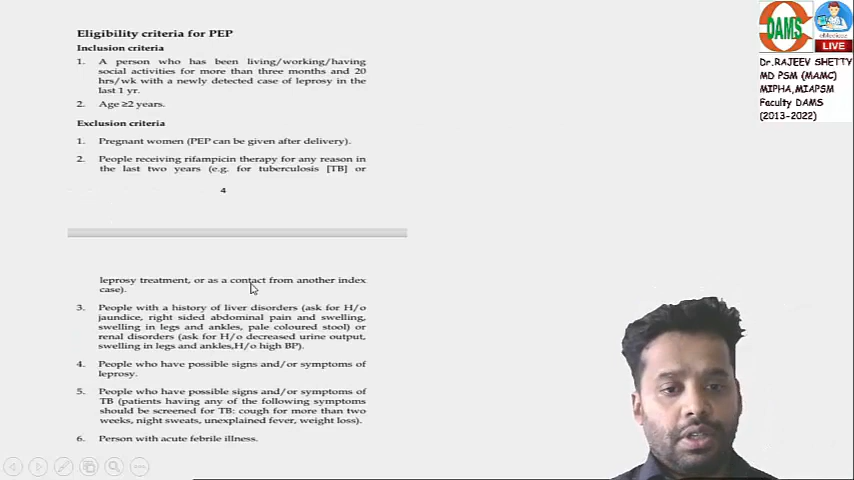 Eligibility criteria for PEP
Inclusion criteria
1. A person who has been living/working/having
social activities for more than three months and 20
hrs/wk with a newly detected case of leprosy in the
last 1 yr.
2. Age ≥2 years.
Exclusion criteria
1. Pregnant women (PEP can be given after delivery).
2. People receiving rifampicin therapy for any reason in
the last two years (e.g. for tuberculosis [TB] or
4
leprosy treatment, or as a contact from another index
case).
3. People with a history of liver disorders (ask for H/o
jaundice, right sided abdominal pain and swelling,
swelling in legs and ankles, pale coloured stool) or
renal disorders (ask for H/o decreased urine output,
swelling in legs and ankles,H/o high BP).
4. People who have possible signs and/or symptoms of
leprosy.
5. People who have possible signs and/or symptoms of
TB (patients having any of the following symptoms
should be screened for TB: cough for more than two
weeks, night sweats, unexplained fever, weight loss).
6. Person with acute febrile illness.
DAMS
eMedicoz
LIVE
Dr.RAJEEV SHETTY
MD PSM (MAMC)
MIPHA,MIAPSM
Faculty DAMS
(2013-2022)